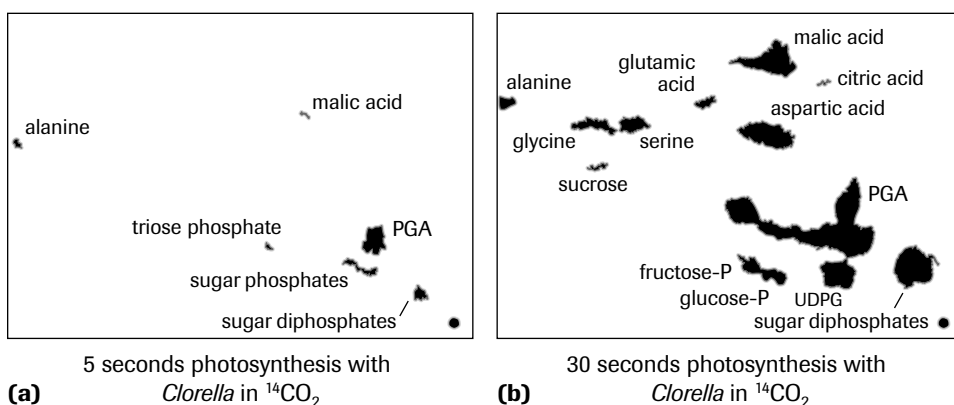 malic acid
alanine
triose phosphate
PGA
sugar phosphates
sugar diphosphates
5 seconds photosynthesis with
(a) Clorella in ¹⁴CO₂
malic acid
glutamic
acid
citric acid
alanine
aspartic acid
glycine
serine
sucrose
PGA
fructose-P
glucose-P
UDPG
sugar diphosphates
30 seconds photosynthesis with
(b) Clorella in ¹⁴CO₂